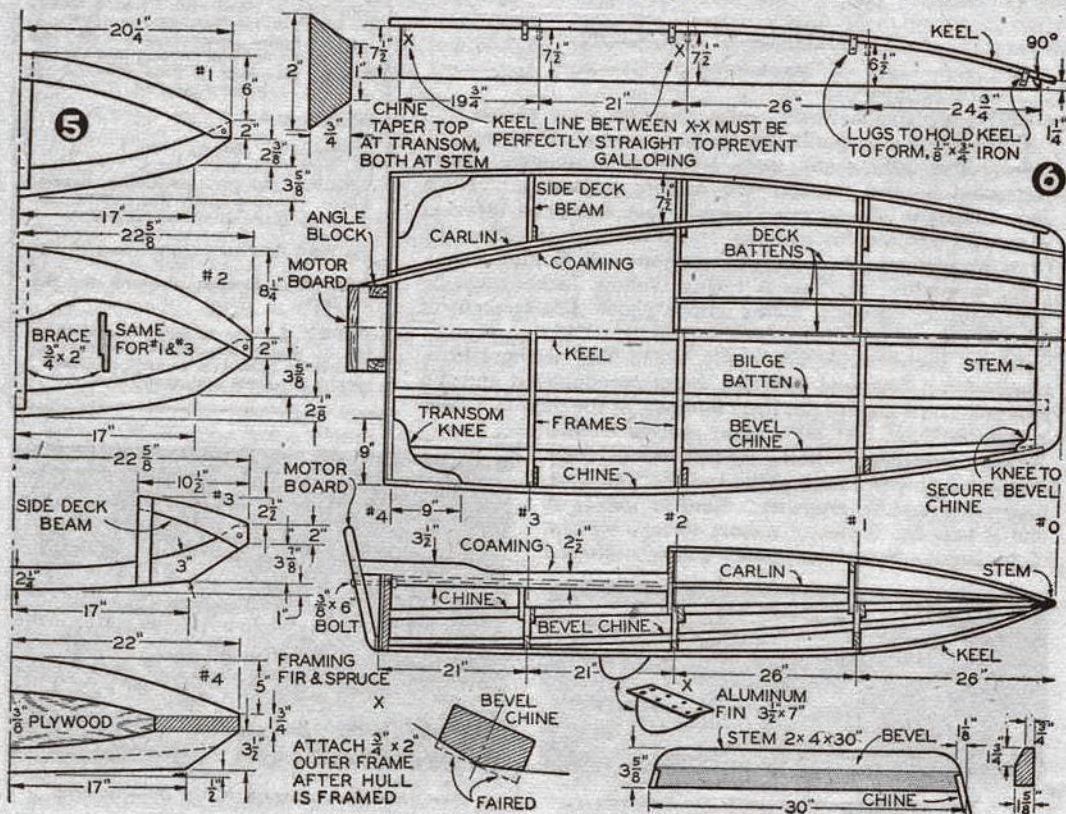 20 1/4"
#1
6"
2"
2 3/8"
3 5/8"
17"
5
2"
1"
3/4"
CHINE
TAPER TOP
AT TRANSOM,
BOTH AT STEM
7 1/2"
X
7 1/2"
X
7 1/2"
6 1/2"
KEEL
90°
19 3/4"
21"
26"
24 3/4"
1 1/4"
KEEL LINE BETWEEN X-X MUST BE
PERFECTLY STRAIGHT TO PREVENT
GALLOPING
LUGS TO HOLD KEEL
TO FORM, 1/8" x 3/4" IRON
6
22 5/8"
#2
8 1/4"
2"
3 5/8"
2 1/8"
BRACE
3/4" x 2"
SAME
FOR #1 & #3
17"
ANGLE
BLOCK
MOTOR
BOARD
CARLIN
SIDE DECK
BEAM
COAMING
7 1/2"
DECK
BATTENS
KEEL
BILGE
BATTEN
STEM
TRANSOM
KNEE
FRAMES
BEVEL
CHINE
CHINE
9"
9"
KNEE TO
SECURE BEVEL
CHINE
#4
#3
#2
#1
#0
22 5/8"
10 1/2"
#3
2 1/2"
2"
3 7/8"
1"
SIDE DECK
BEAM
3"
2 1/4"
17"
MOTOR
BOARD
3 1/2"
COAMING
2 1/2"
CARLIN
STEM
CHINE
BEVEL CHINE
KEEL
3/8" x 6"
BOLT
21"
21"
26"
26"
22"
#4
5"
1 3/4"
3 1/2"
3/8"
PLYWOOD
17"
1/2"
FRAMING
FIR & SPRUCE
X
ATTACH 3/4" x 2"
OUTER FRAME
AFTER HULL
IS FRAMED
BEVEL
CHINE
FAIRED
X
ALUMINUM
FIN 3 1/2" x 7"
STEM 2 x 4 x 30"
BEVEL
1 1/8"
3 5/8"
30"
CHINE
3/4"
1 3/4"
1 5/8"